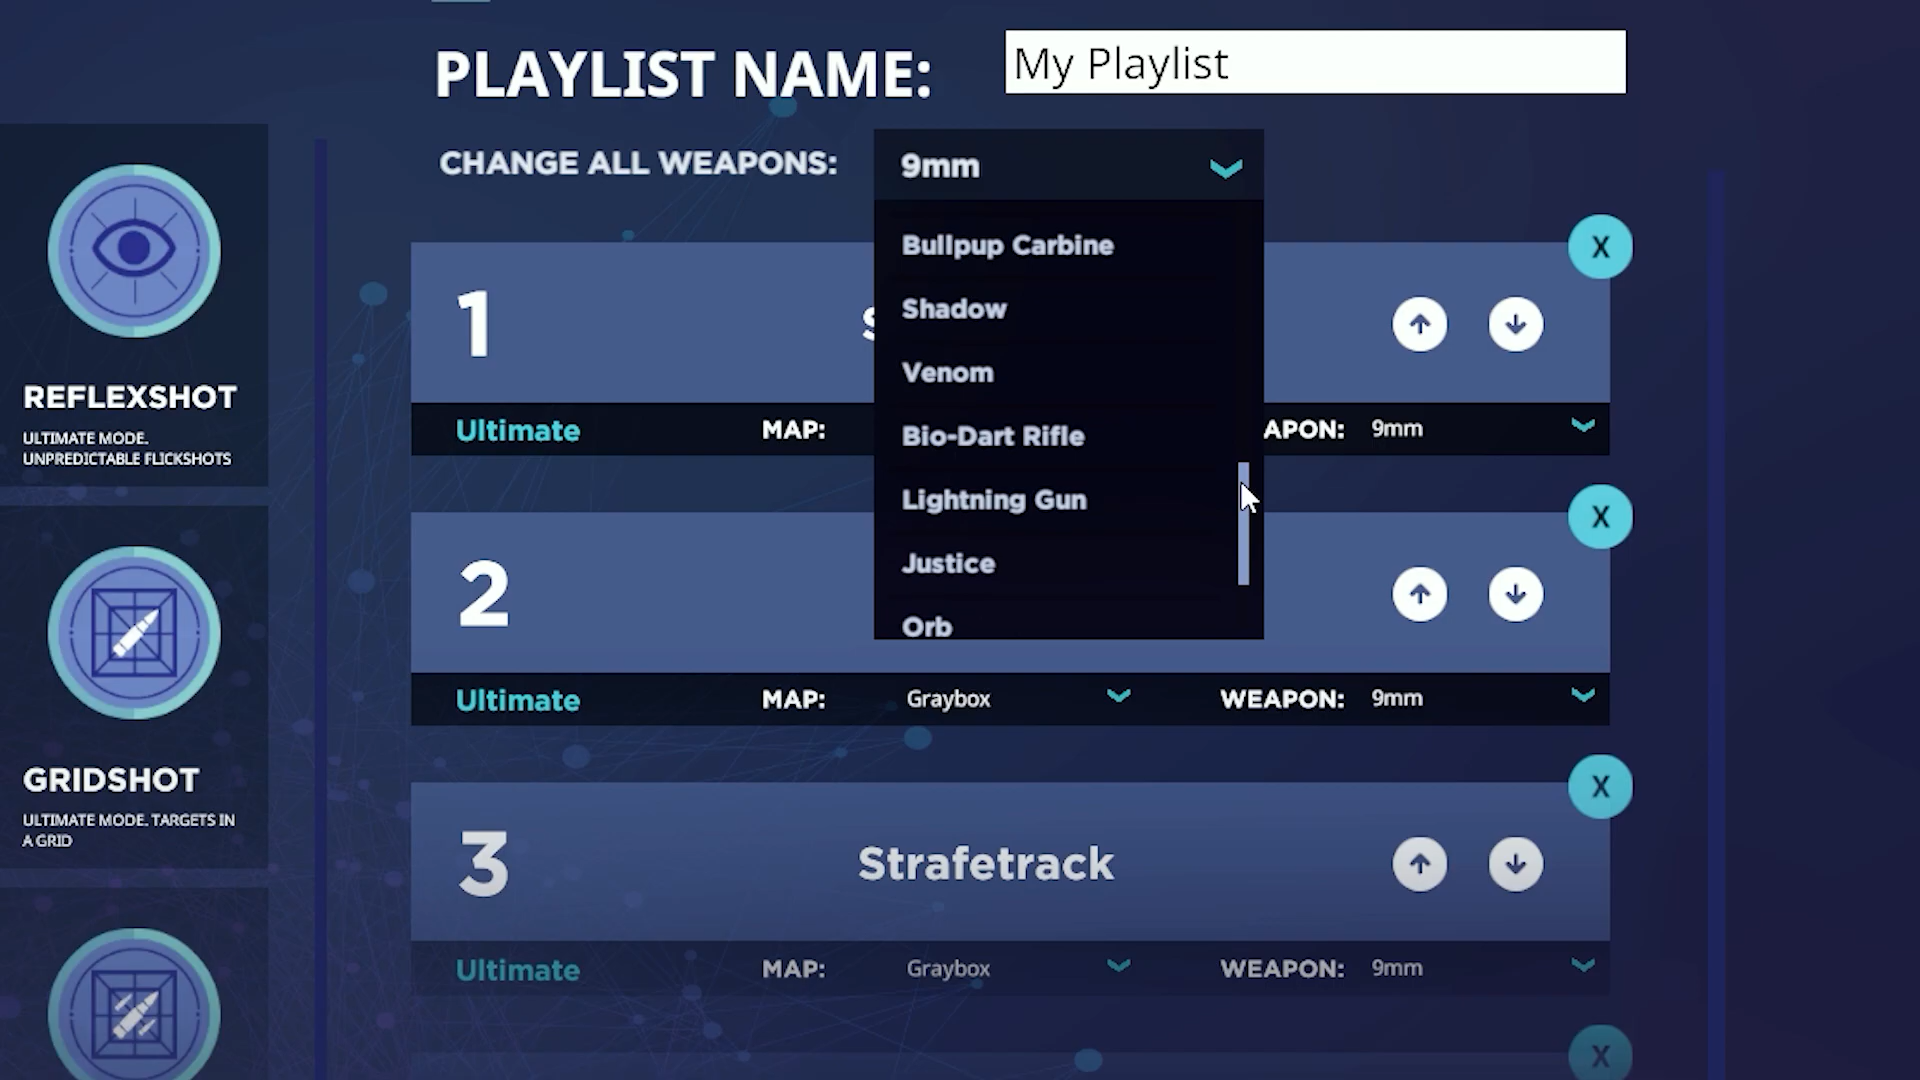 PLAYLIST NAME:
My Playlist
CHANGE ALL WEAPONS:
9mm
Bullpup Carbine
Shadow
Venom
Bio-Dart Rifle
Lightning Gun
Justice
Orb
REFLEXSHOT
ULTIMATE MODE.
UNPREDICTABLE FLICKSHOTS
GRIDSHOT
ULTIMATE MODE. TARGETS IN
A GRID
X
1
Ultimate
MAP:
9mm
X
2
Ultimate
MAP:
Graybox
WEAPON:
9mm
X
3
Strafetrack
Ultimate
MAP:
Graybox
WEAPON:
9mm
X